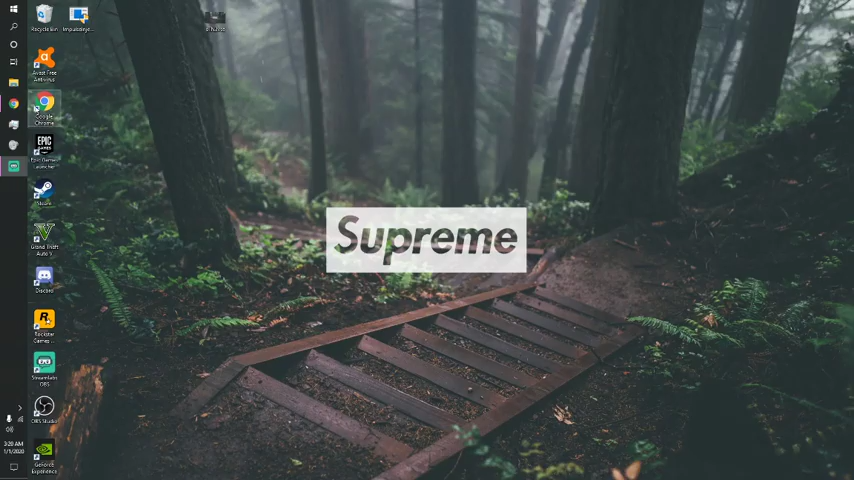 Recycle Bin
Avast Free
Antivirus
Google
Chrome
EPIC
GAMES
Epic Games
Launcher
Steam
Grand Theft
Auto V
Discord
Rockstar
Games ...
Streamlabs
OBS
OBS Studio
GeForce
Experience
Supreme
3:20 AM
1/1/2020